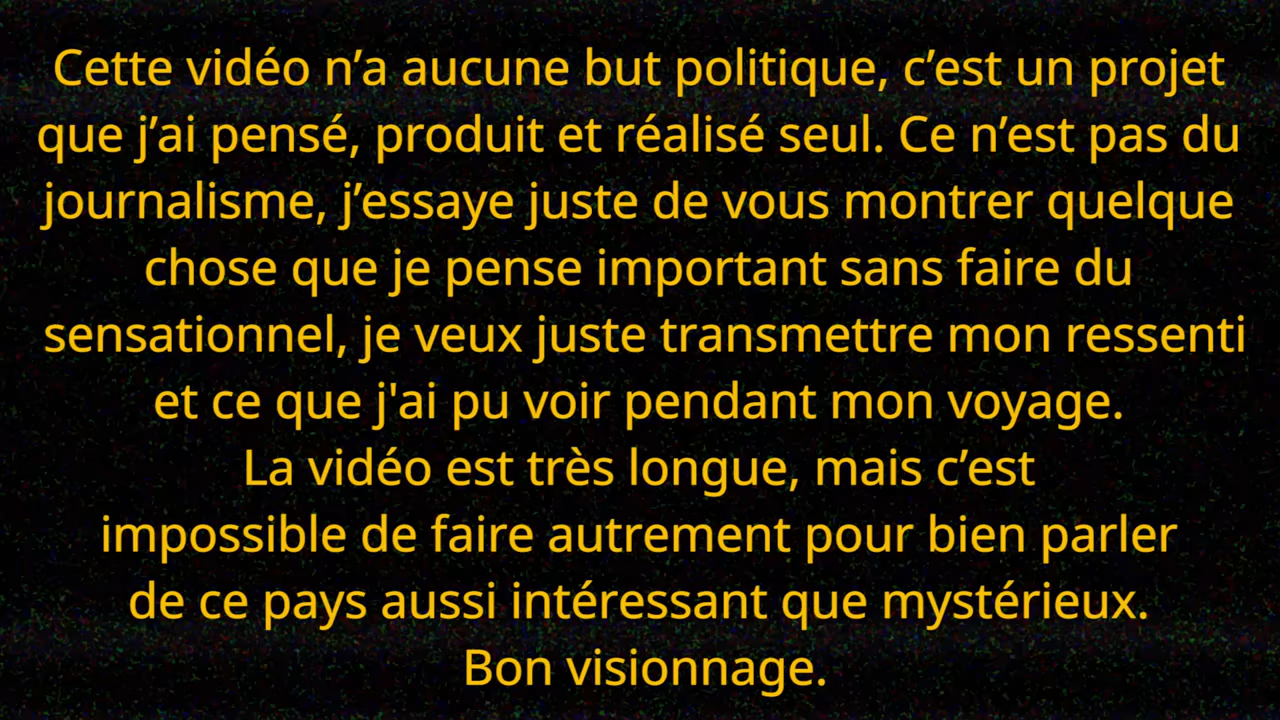 Cette vidéo n’a aucune but politique, c’est un projet
que j’ai pensé, produit et réalisé seul. Ce n’est pas du
journalisme, j’essaye juste de vous montrer quelque
chose que je pense important sans faire du
sensationnel, je veux juste transmettre mon ressenti
et ce que j'ai pu voir pendant mon voyage.
La vidéo est très longue, mais c’est
impossible de faire autrement pour bien parler
de ce pays aussi intéressant que mystérieux.
Bon visionnage.